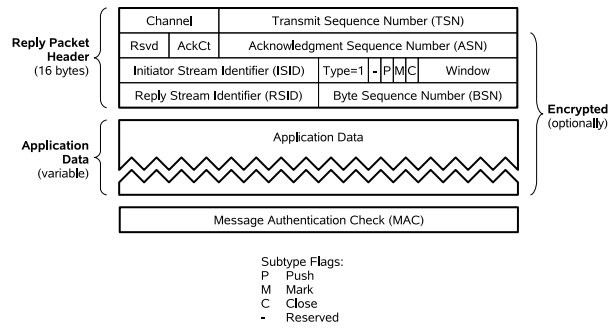 Channel Transmit Sequence Number (TSN)
Reply Packet Header (16 bytes)
Rsvd AckCt Acknowledgment Sequence Number (ASN)
Initiator Stream Identifier (ISID) Type=1 - P M C Window
Reply Stream Identifier (RSID) Byte Sequence Number (BSN)
Encrypted (optionally)
Application Data (variable)
Application Data
Message Authentication Check (MAC)
Subtype Flags:
P Push
M Mark
C Close
- Reserved